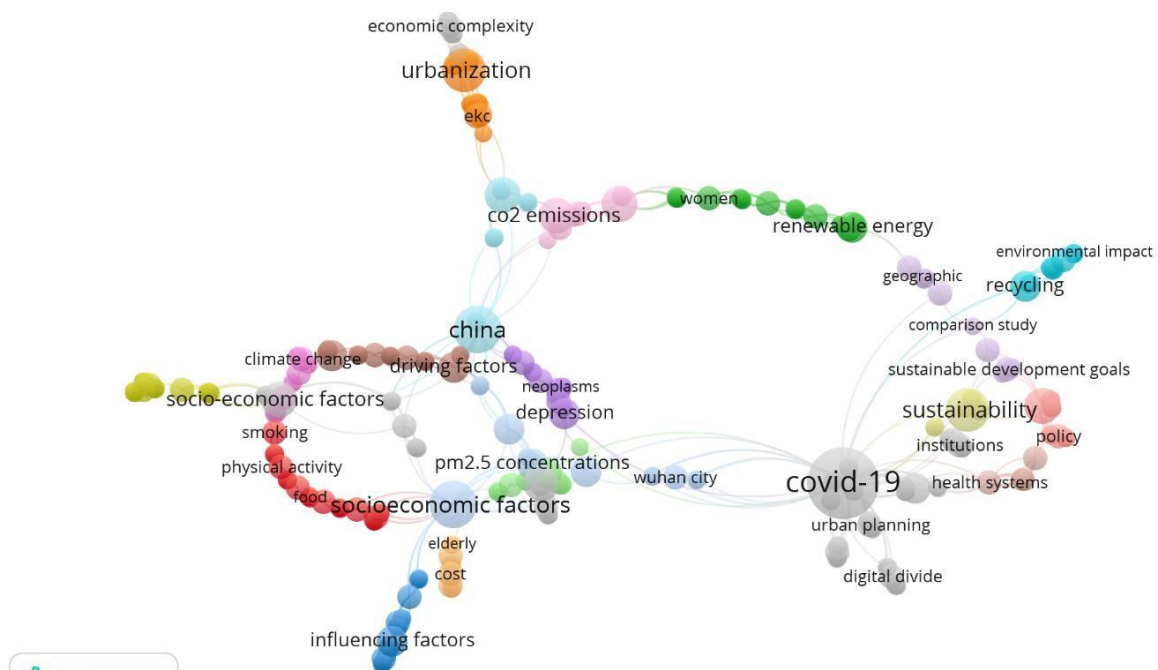 economic complexity
urbanization
ekc
co2 emissions
women
renewable energy
environmental impact
geographic
recycling
comparison study
china
climate change
driving factors
sustainable development goals
neoplasms
socio-economic factors
depression
sustainability
smoking
institutions
policy
physical activity
pm2.5 concentrations
wuhan city
covid-19
health systems
food
socioeconomic factors
urban planning
elderly
cost
digital divide
influencing factors